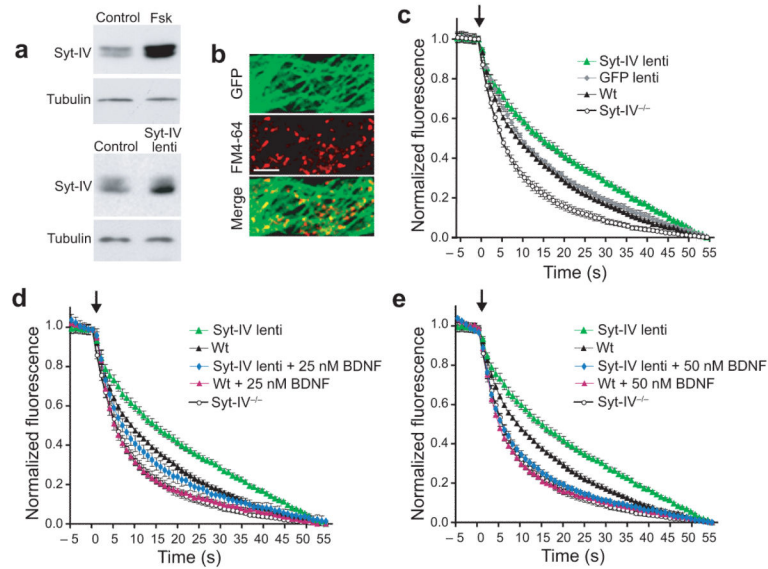 a
Control Fsk
Syt-IV
Tubulin
Control Syt-IV lenti
Syt-IV
Tubulin
b
GFP
FM4-64
Merge
c
Normalized fluorescence
1.0
0.8
0.6
0.4
0.2
0.0
Syt-IV lenti
GFP lenti
Wt
Syt-IV–/–
– 5 0 5 10 15 20 25 30 35 40 45 50 55
Time (s)
d
Normalized fluorescence
1.0
0.8
0.6
0.4
0.2
0.0
Syt-IV lenti
Wt
Syt-IV lenti + 25 nM BDNF
Wt + 25 nM BDNF
Syt-IV–/–
– 5 0 5 10 15 20 25 30 35 40 45 50 55
Time (s)
e
Normalized fluorescence
1.0
0.8
0.6
0.4
0.2
0.0
Syt-IV lenti
Wt
Syt-IV lenti + 50 nM BDNF
Wt + 50 nM BDNF
Syt-IV–/–
– 5 0 5 10 15 20 25 30 35 40 45 50 55
Time (s)